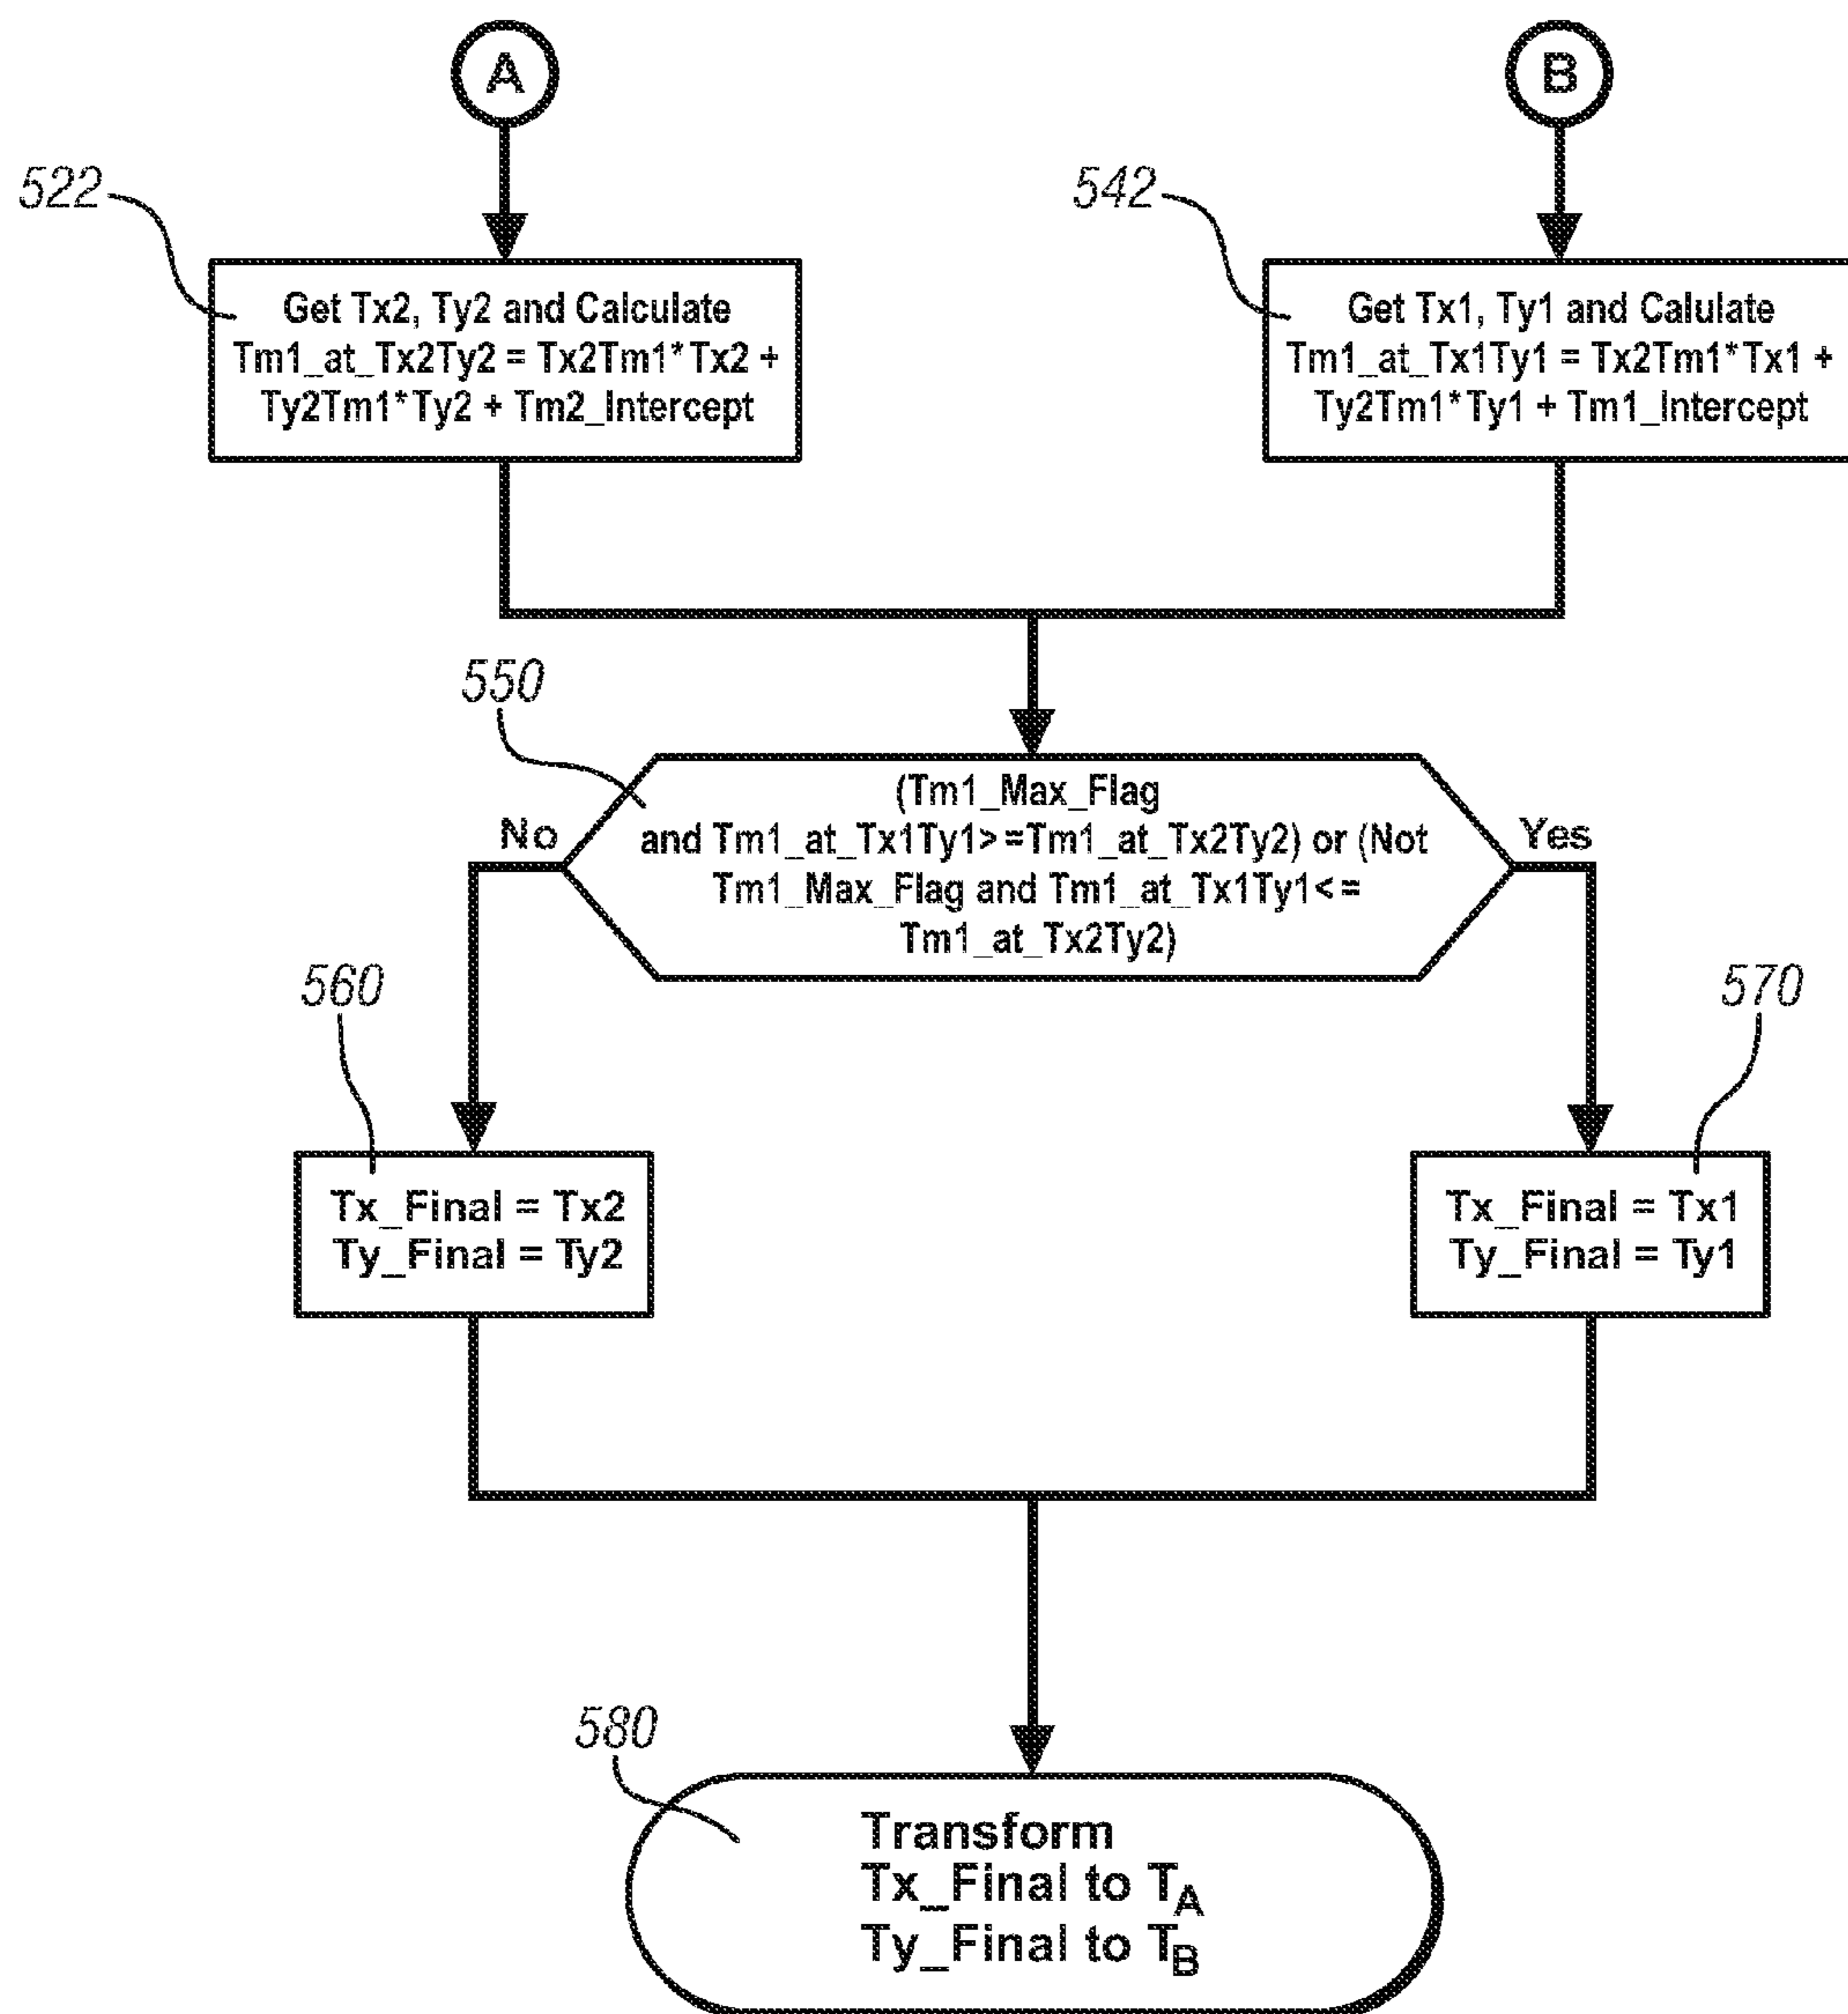 A
B
522
542
Get Tx2, Ty2 and Calculate
Tm1_at_Tx2Ty2 = Tx2Tm1*Tx2 +
Ty2Tm1*Ty2 + Tm2_Intercept
Get Tx1, Ty1 and Calulate
Tm1_at_Tx1Ty1 = Tx2Tm1*Tx1 +
Ty2Tm1*Ty1 + Tm1_Intercept
550
(Tm1_Max_Flag
and Tm1_at_Tx1Ty1>=Tm1_at_Tx2Ty2) or (Not
Tm1_Max_Flag and Tm1_at_Tx1Ty1<=
Tm1_at_Tx2Ty2)
No
Yes
560
570
Tx_Final = Tx2
Ty_Final = Ty2
Tx_Final = Tx1
Ty_Final = Ty1
580
Transform
Tx_Final to TA
Ty_Final to TB